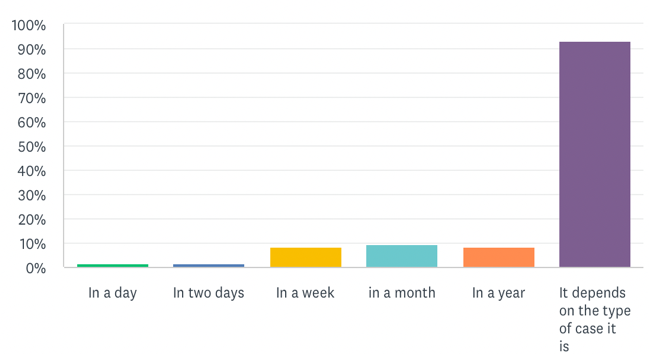 100%
90%
80%
70%
60%
50%
40%
30%
20%
10%
0%
In a day
In two days
In a week
in a month
In a year
It depends
on the type
of case it
is